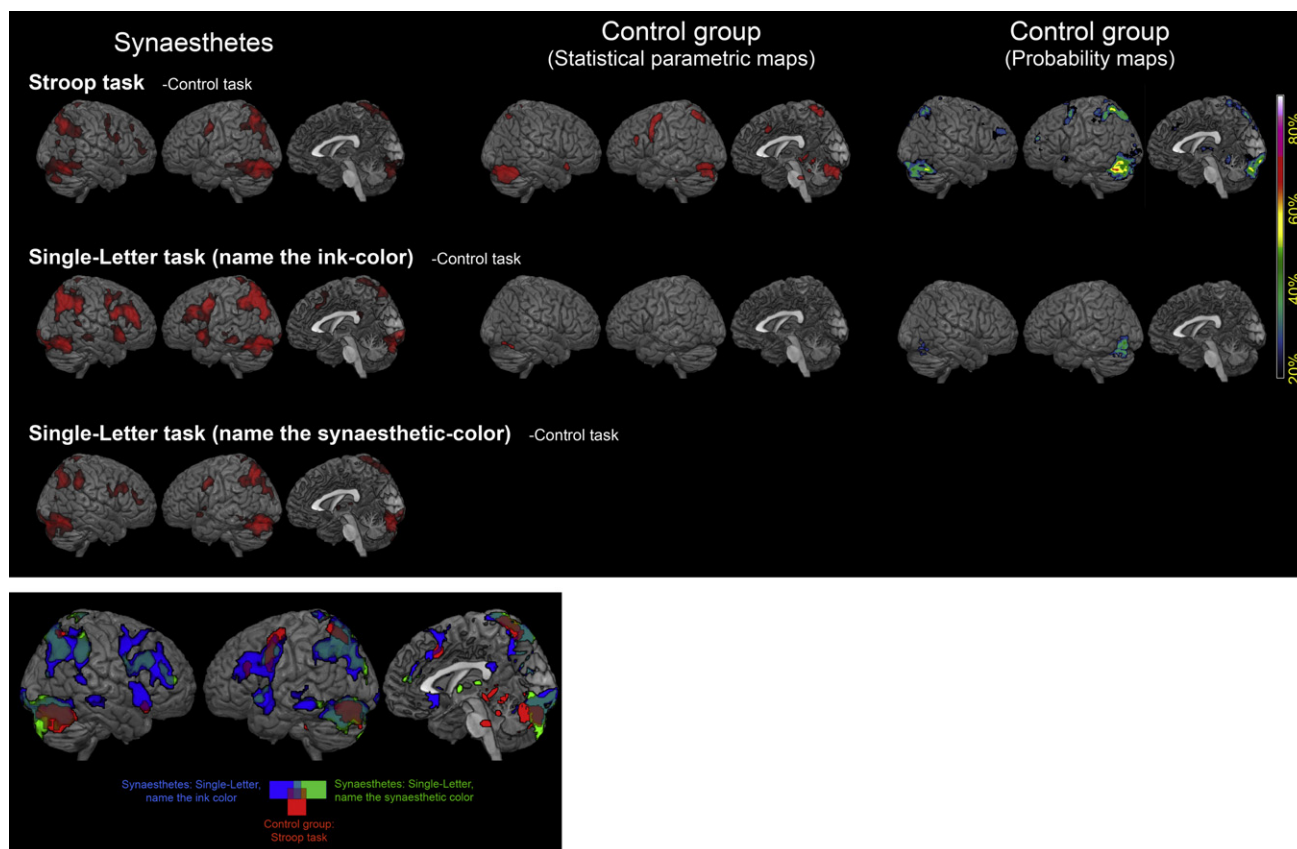 Synaesthetes
Control group
(Statistical parametric maps)
Control group
(Probability maps)
Stroop task -Control task
80%
60%
40%
20%
Single-Letter task (name the ink-color) -Control task
Single-Letter task (name the synaesthetic-color) -Control task
Synaesthetes: Single-Letter,
name the ink color
Synaesthetes: Single-Letter,
name the synaesthetic color
Control group:
Stroop task